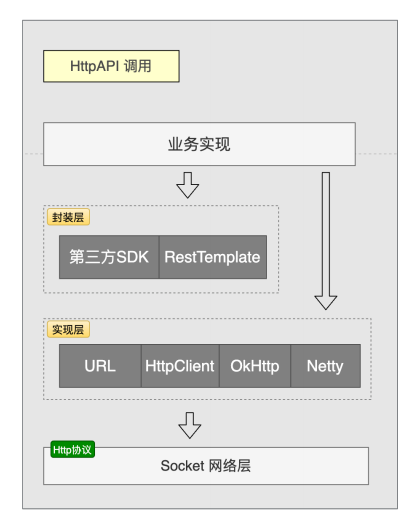 HttpAPI 调用
业务实现
封装层
第三方SDK
RestTemplate
实现层
URL
HttpClient
OkHttp
Netty
Http协议
Socket 网络层